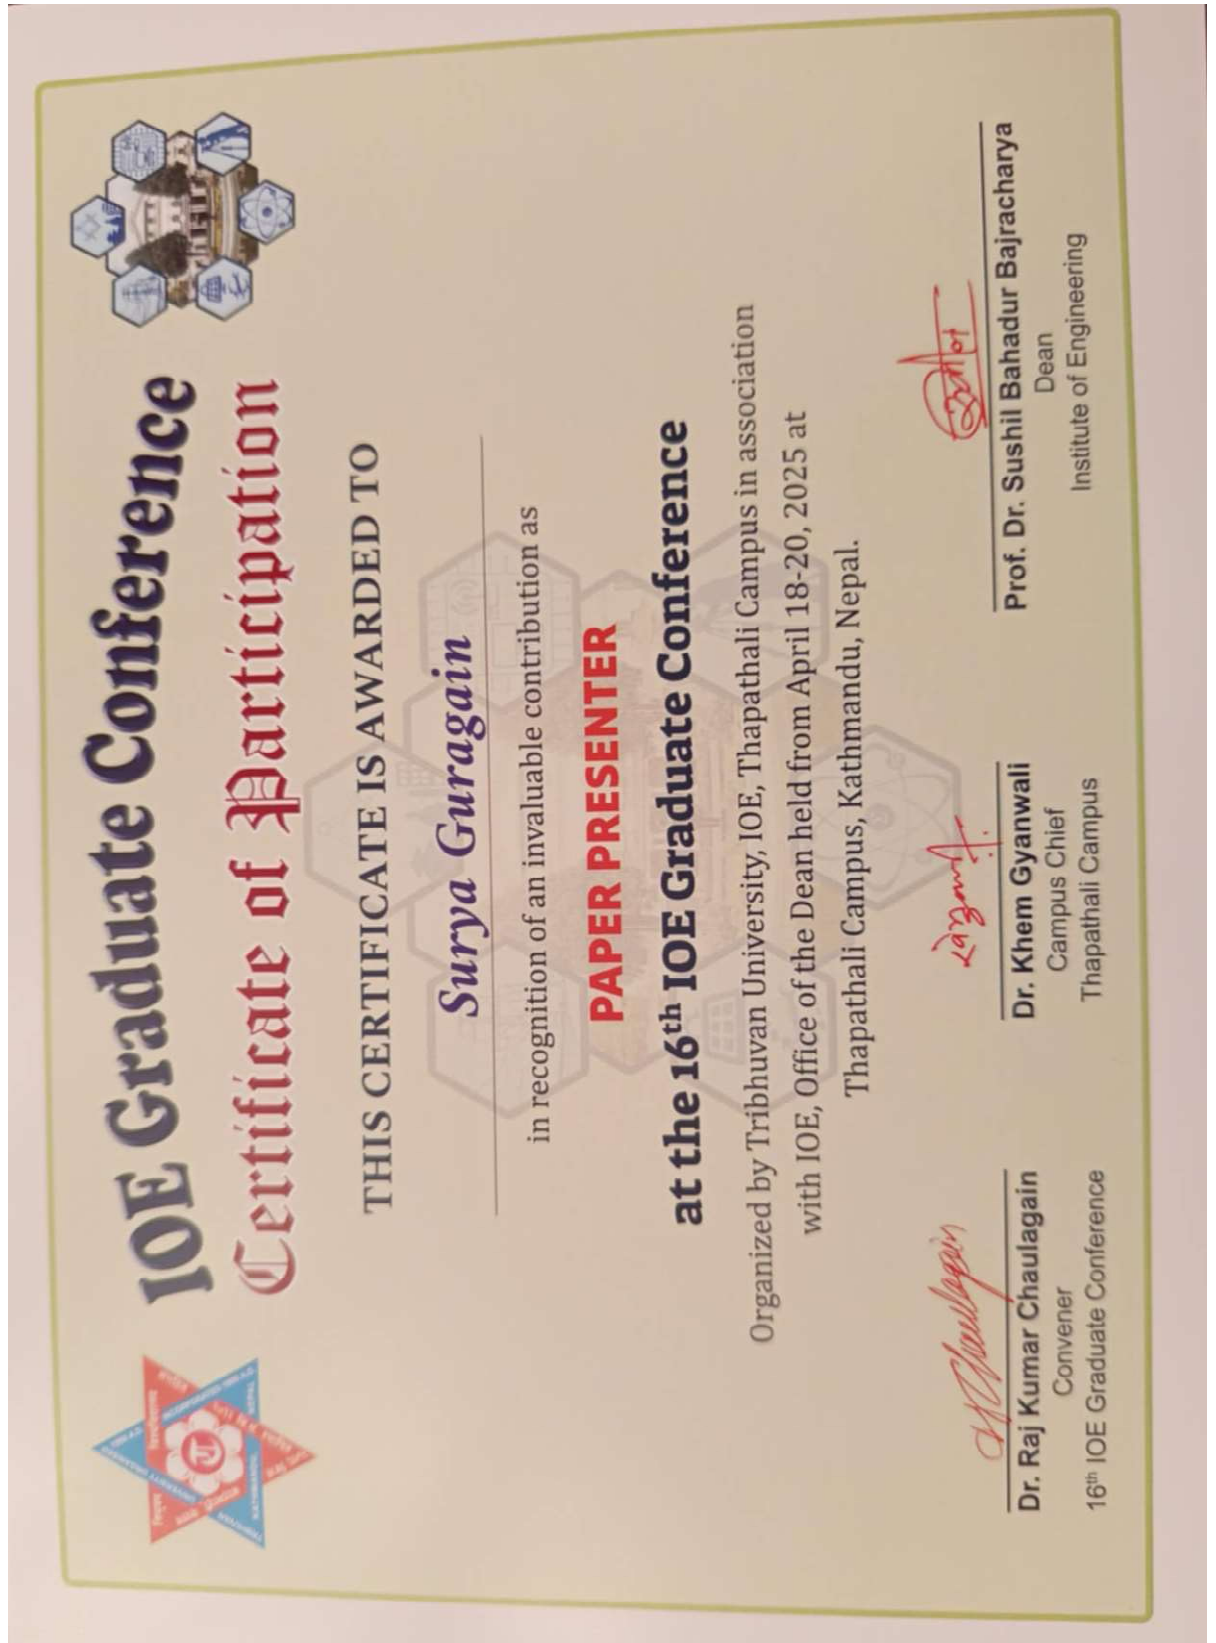 IOE Graduate Conference
Certificate of Participation
THIS CERTIFICATE IS AWARDED TO
Surya Guragain
in recognition of an invaluable contribution as
PAPER PRESENTER
at the 16th IOE Graduate Conference
Organized by Tribhuvan University, IOE, Thapathali Campus in association
with IOE, Office of the Dean held from April 18-20, 2025 at
Thapathali Campus, Kathmandu, Nepal.
Dr. Raj Kumar Chaulagain
Convener
16th IOE Graduate Conference
Dr. Khem Gyanwali
Campus Chief
Thapathali Campus
Prof. Dr. Sushil Bahadur Bajracharya
Dean
Institute of Engineering